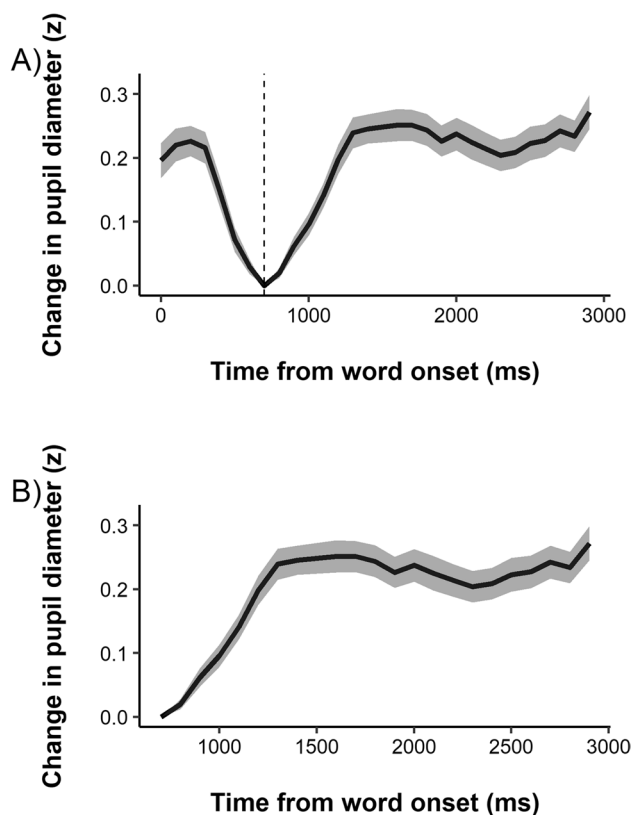 A)
Change in pupil diameter (z)
0.3
0.2
0.1
0.0
0 1000 2000 3000
Time from word onset (ms)
B)
Change in pupil diameter (z)
0.3
0.2
0.1
0.0
1000 1500 2000 2500 3000
Time from word onset (ms)